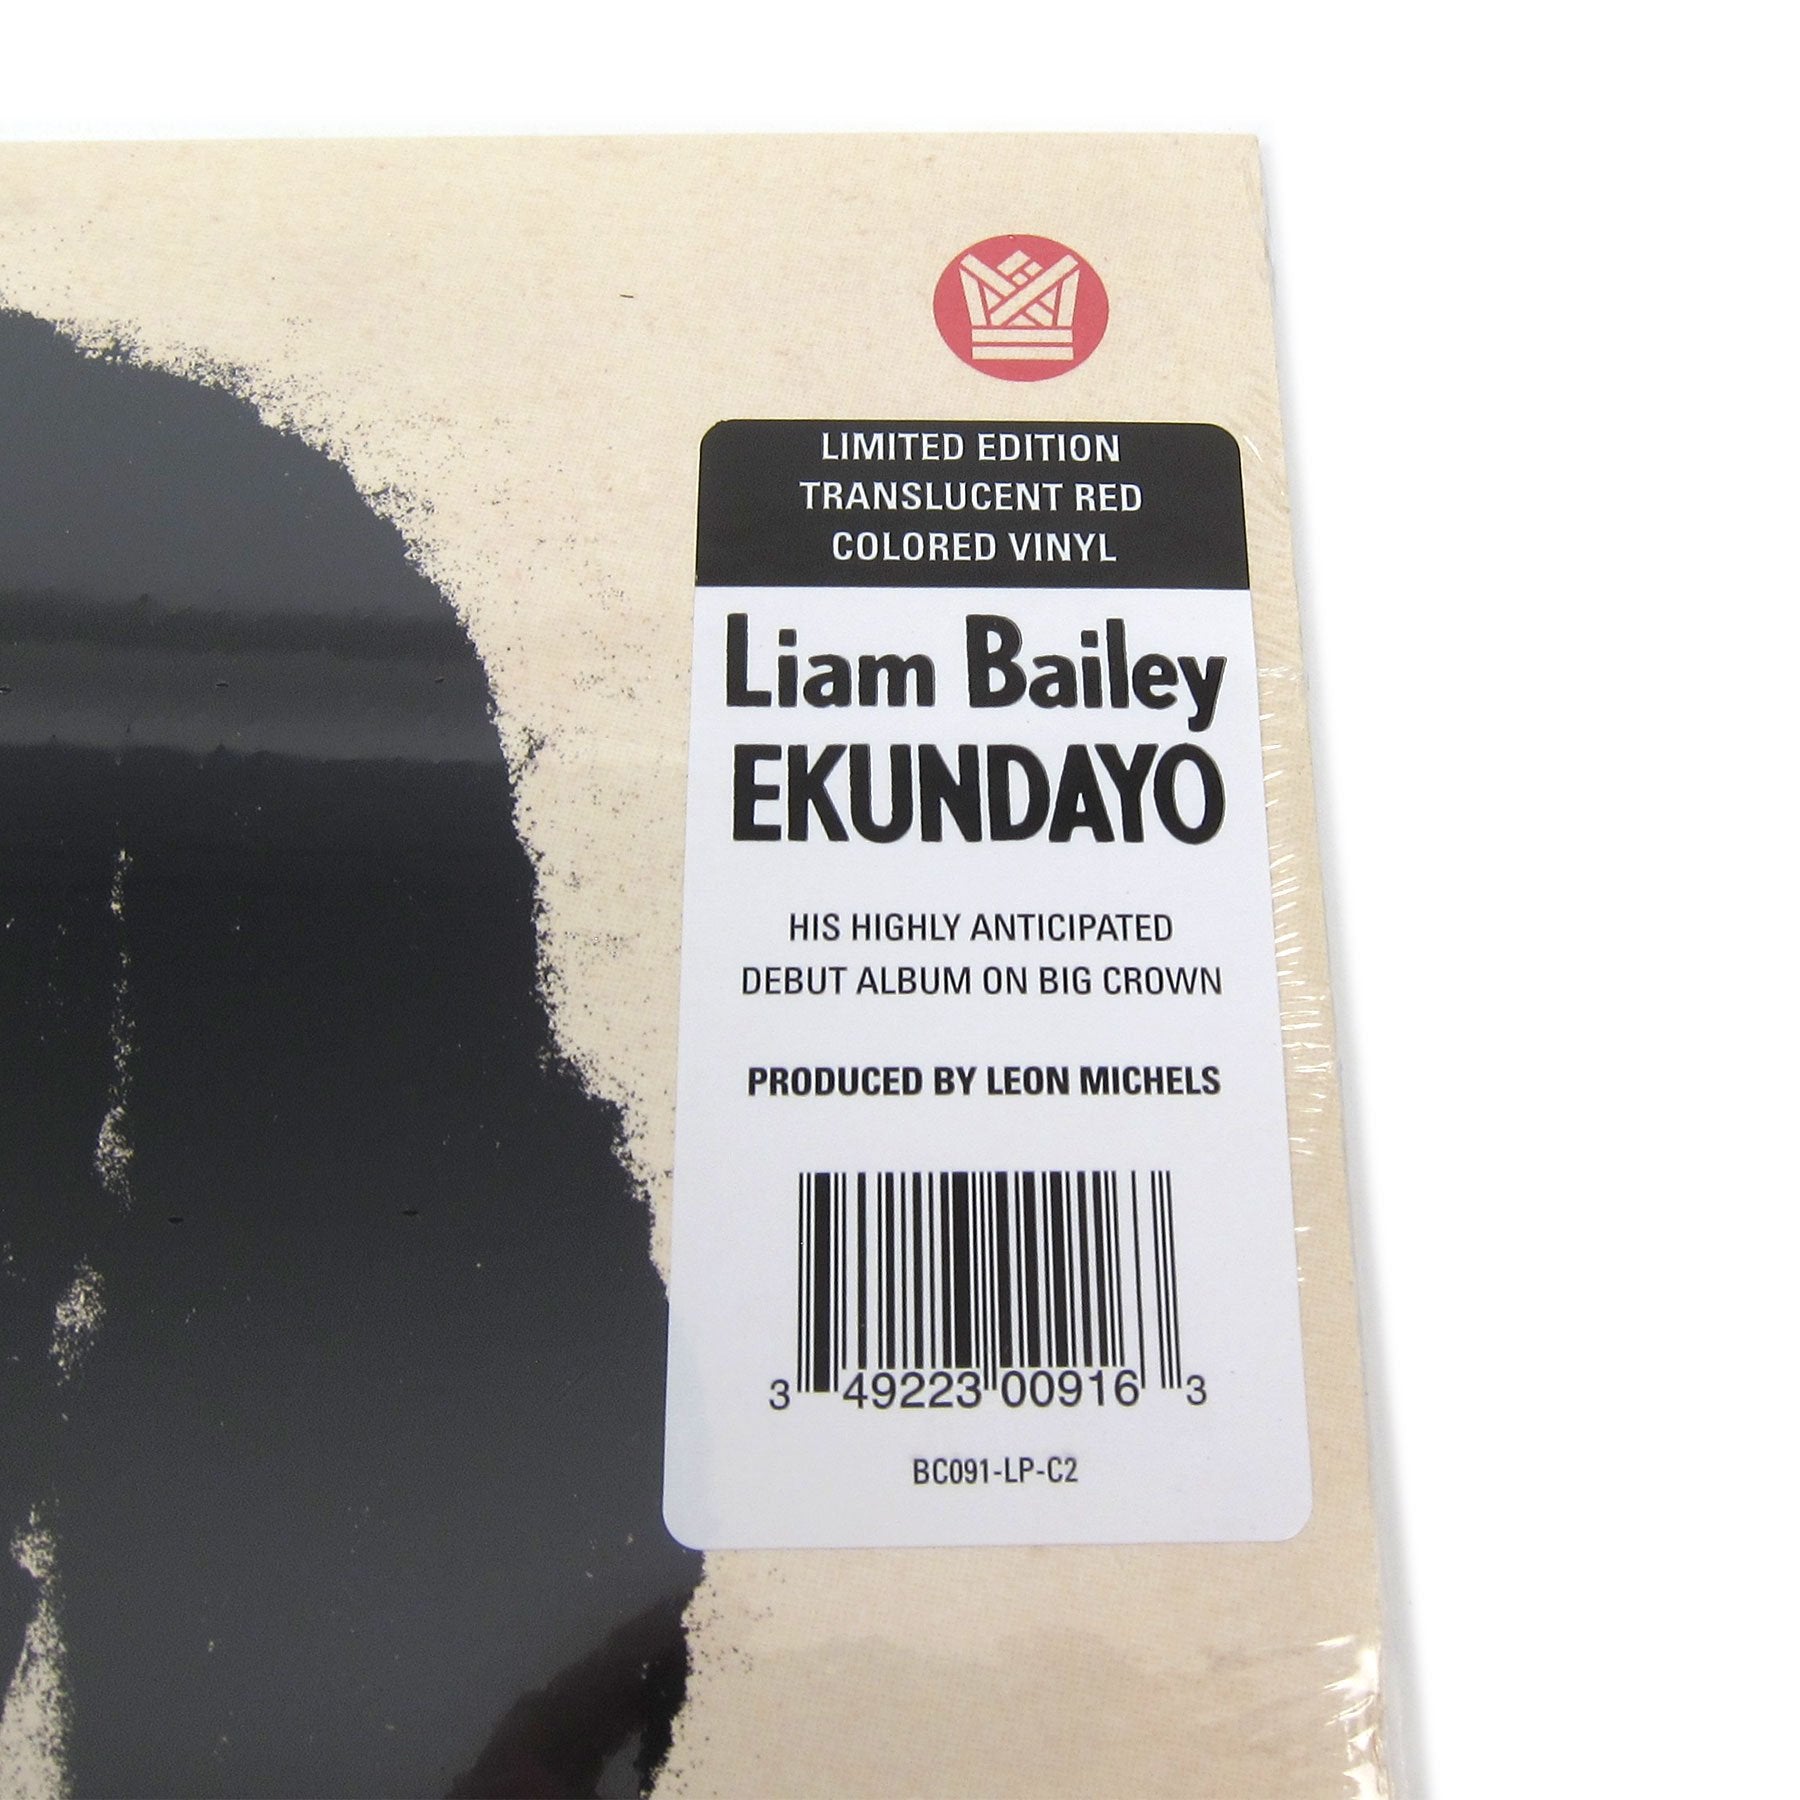 LIMITED EDITION
TRANSLUCENT RED
COLORED VINYL
Liam Bailey
EKUNDAYO
HIS HIGHLY ANTICIPATED
DEBUT ALBUM ON BIG CROWN
PRODUCED BY LEON MICHELS
3 49223 00916 3
BC091-LP-C2